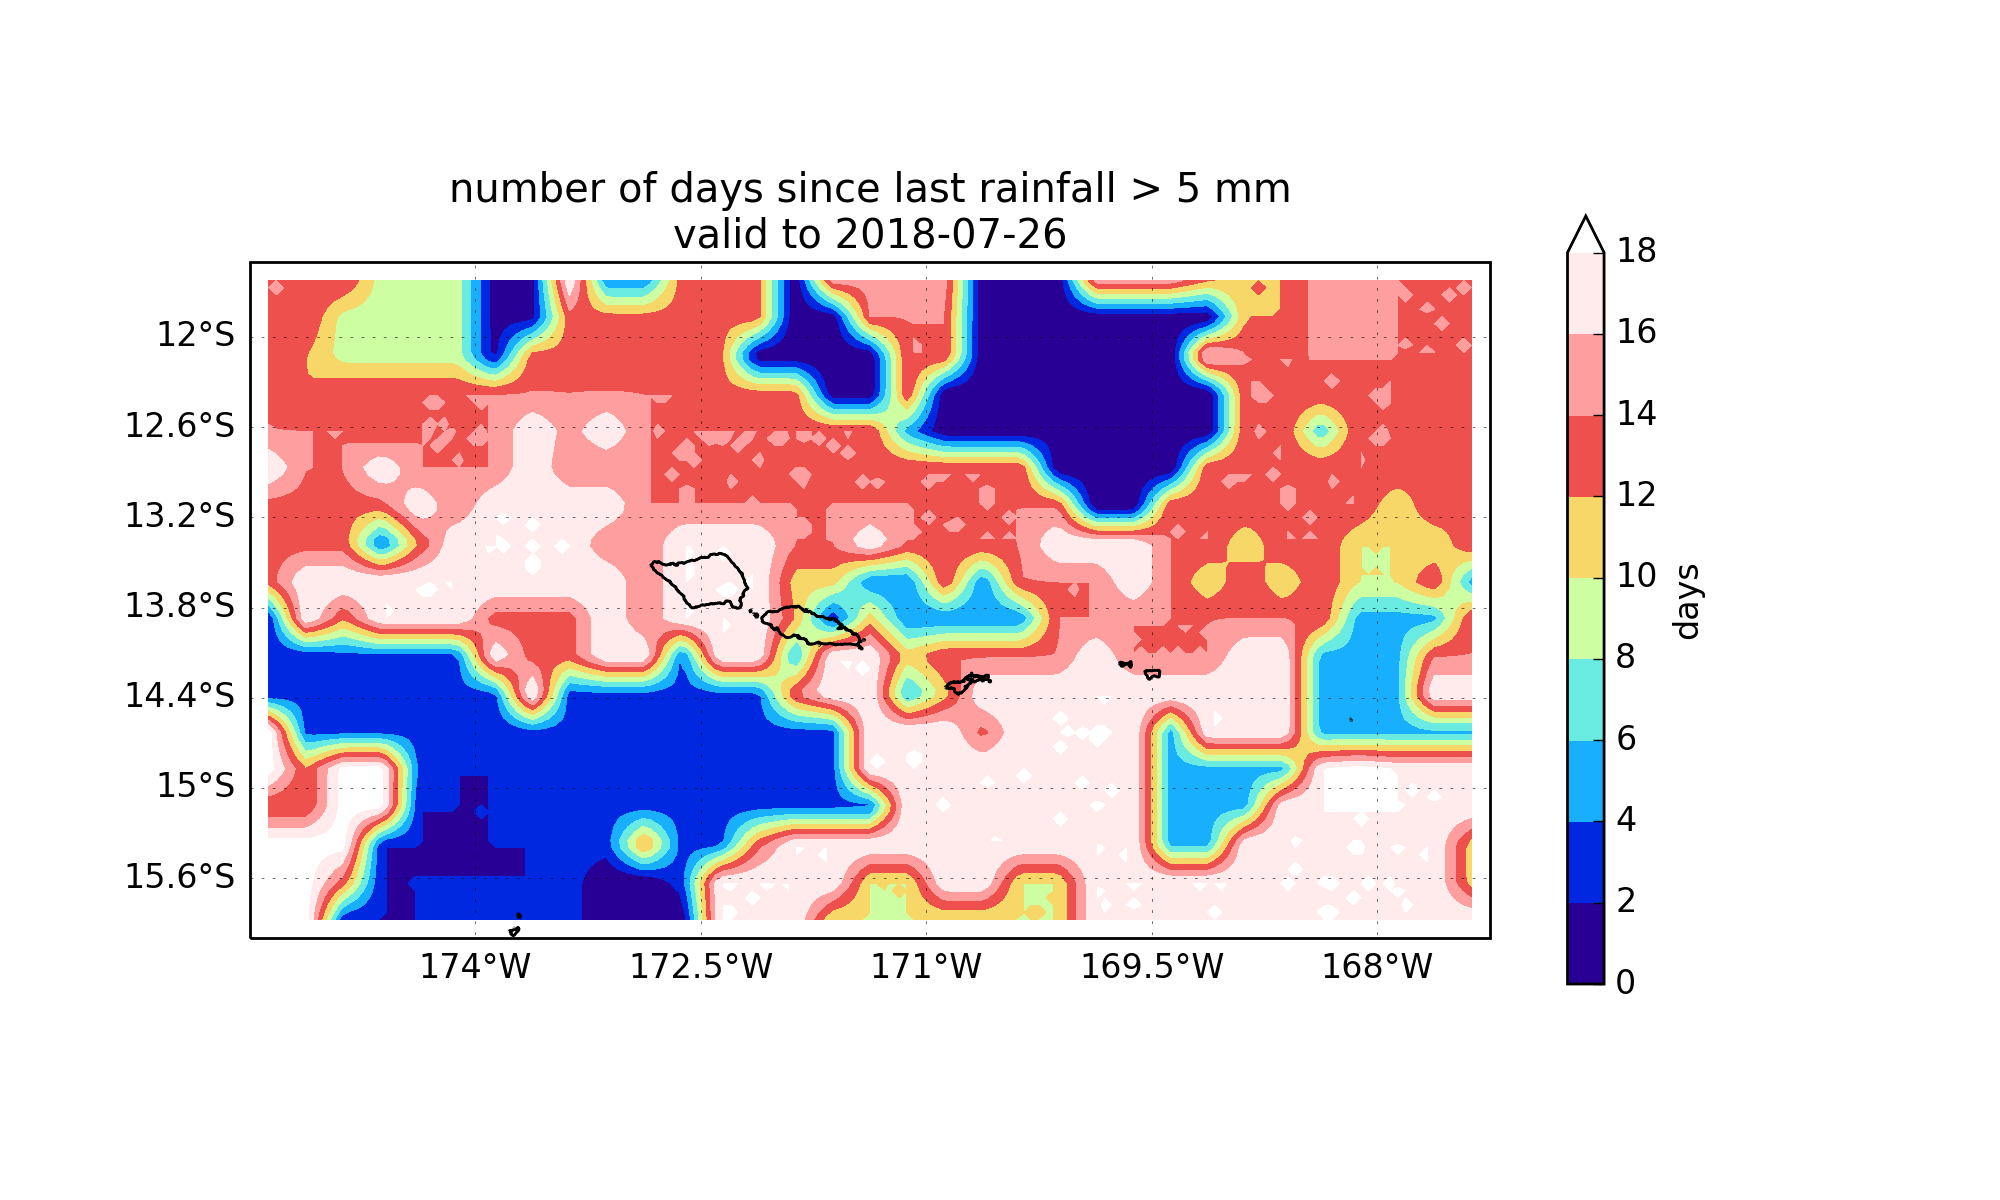 number of days since last rainfall > 5 mm
valid to 2018-07-26
12°S
12.6°S
13.2°S
13.8°S
14.4°S
15°S
15.6°S
174°W
172.5°W
171°W
169.5°W
168°W
18
16
14
12
10
8
6
4
2
0
days